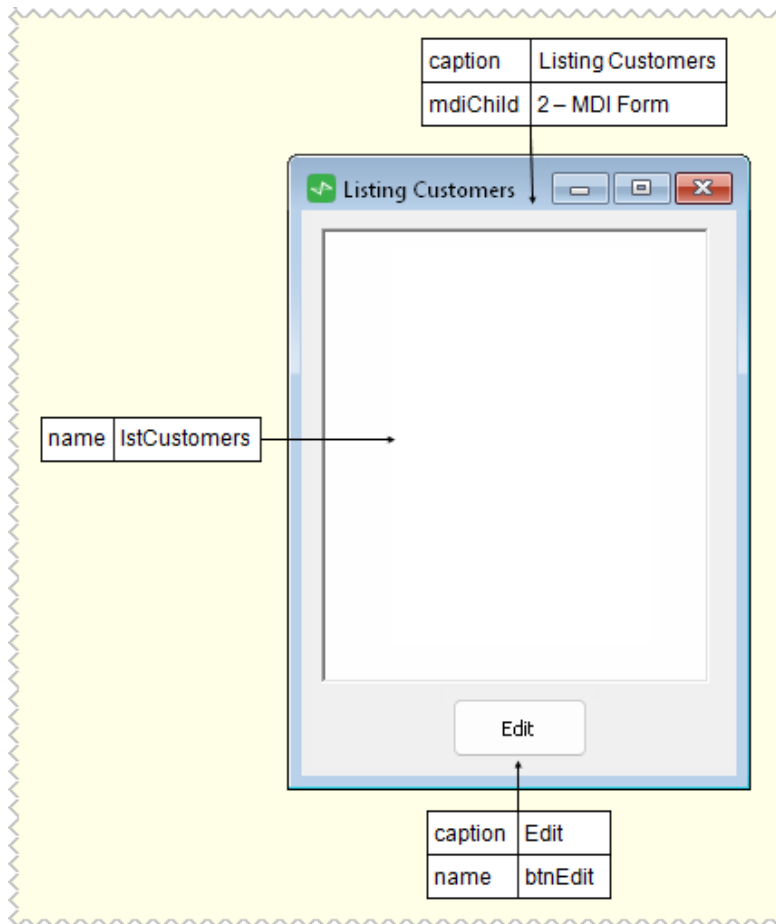 caption Listing Customers
mdiChild 2 – MDI Form
Listing Customers
name lstCustomers
Edit
caption Edit
name btnEdit